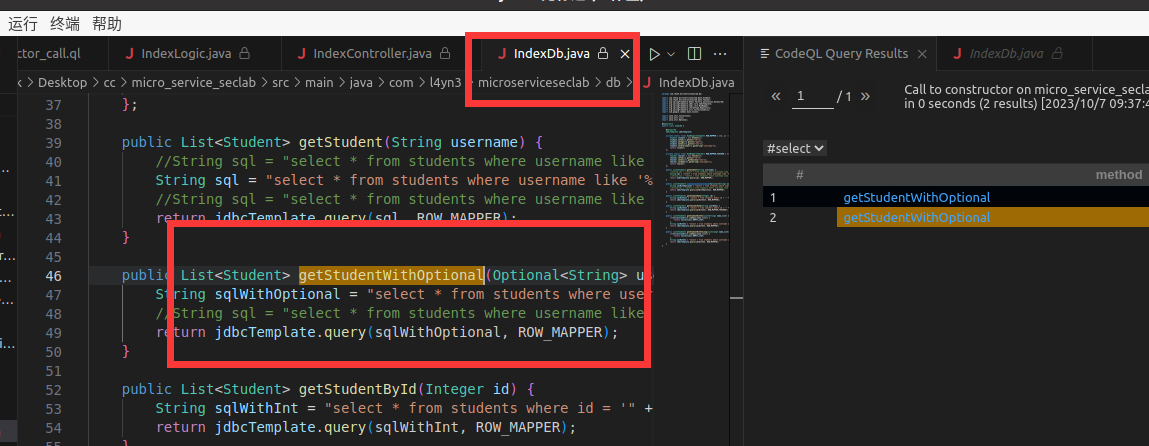 运行 终端 帮助
ctor_call.ql
IndexLogic.java
IndexController.java
IndexDb.java
CodeQL Query Results
IndexDb.java
Desktop > cc > micro_service_seclab > src > main > java > com > l4yn3 > microserviceseclab > db > IndexDb.java
37 };
38
39 public List<Student> getStudent(String username) {
40 //String sql = "select * from students where username like
41 String sql = "select * from students where username like '%
42 //String sql = "select * from students where username like
43 return jdbcTemplate.query(sql, ROW_MAPPER);
44 }
45
46 public List<Student> getStudentWithOptional(Optional<String> u
47 String sqlWithOptional = "select * from students where user
48 //String sql = "select * from students where username like
49 return jdbcTemplate.query(sqlWithOptional, ROW_MAPPER);
50 }
51
52 public List<Student> getStudentById(Integer id) {
53 String sqlWithInt = "select * from students where id = '" +
54 return jdbcTemplate.query(sqlWithInt, ROW_MAPPER);
55 }
« 1 / 1 »
Call to constructor on micro_service_secla
in 0 seconds (2 results) [2023/10/7 09:37:4
#select
# method
1 getStudentWithOptional
2 getStudentWithOptional